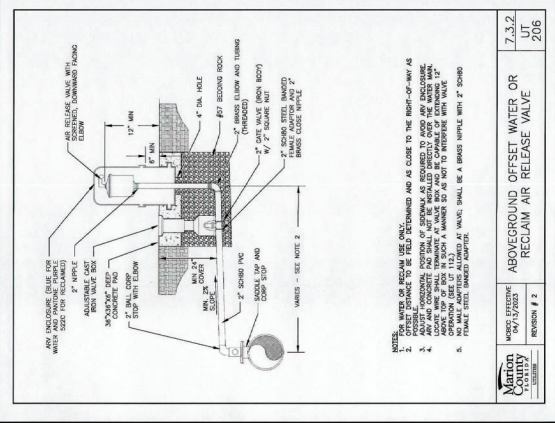 ARV ENCLOSURE (BLUE FOR
WATER AND PANTONE PURPLE
522C FOR RECLAIMED)
2" NIPPLE
ADJUSTABLE CAST
IRON VALVE BOX
36"X36"X6" DEEP
CONCRETE PAD
2" BALL CORP
STOP WITH ELBOW
MIN 24"
COVER
MIN. 2%
SLOPE
2" SCH80 PVC
SADDLE TAP AND
CORP STOP
VARIES - SEE NOTE 2
AIR RELEASE VALVE WITH
SCREENED, DOWNWARD FACING
ELBOW
12" MIN
6" MIN
4" DIA. HOLE
#57 BEDDING ROCK
2" BRASS ELBOW AND TUBING
(THREADED)
2" GATE VALVE (IRON BODY)
W/ 2" SQUARE NUT
2" SCH80 STEEL BANDED
FEMALE ADAPTOR AND 2"
BRASS CLOSE NIPPLE
NOTES:
1. FOR WATER OR RECLAIM USE ONLY.
2. OFFSET DISTANCE TO BE FIELD DETERMINED AND AS CLOSE TO THE RIGHT-OF-WAY AS
POSSIBLE.
3. ADJUST HORIZONTAL POSITION OF SIDEWALK AS REQUIRED TO AVOID ARV ENCLOSURE.
4. ARV AND CONCRETE PAD SHALL NOT BE INSTALLED DIRECTLY OVER THE WATER MAIN.
LOCATE WIRE SHALL TERMINATE AT VALVE BOX AND BE CAPABLE OF EXTENDING 12"
ABOVE TOP OF BOX IN SUCH A MANNER SO AS NOT TO INTERFERE WITH VALVE
OPERATION (SEE UT 112.)
5. NO MALE ADAPTERS ALLOWED AT VALVE; SHALL BE A BRASS NIPPLE WITH 2" SCH80
FEMALE STEEL BANDED ADAPTER.
Marion
County
FLORIDA
UTILITIES
MCBCC EFFECTIVE
04/13/2023
REVISION # 2
ABOVEGROUND OFFSET WATER OR
RECLAIM AIR RELEASE VALVE
7.3.2
UT
206